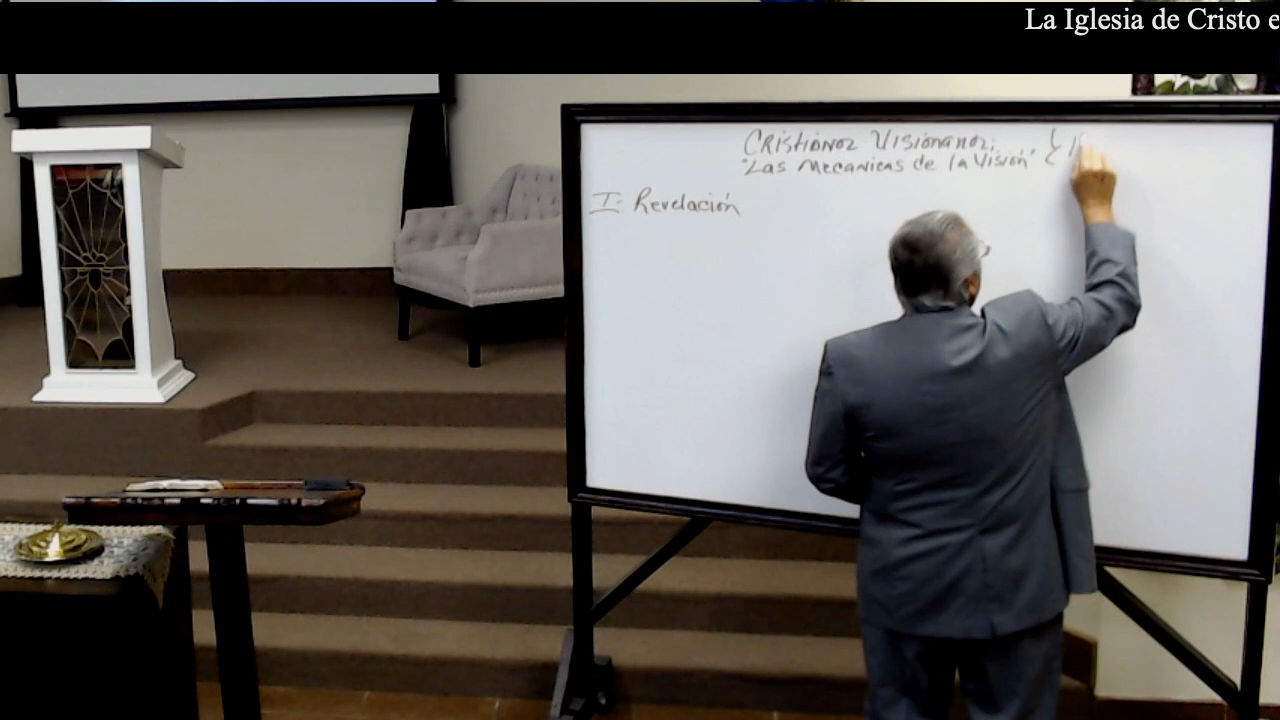 La Iglesia de Cristo e
Cristianos Visionarios:
"Las Mecanicas de la Visión"
I- Revelación